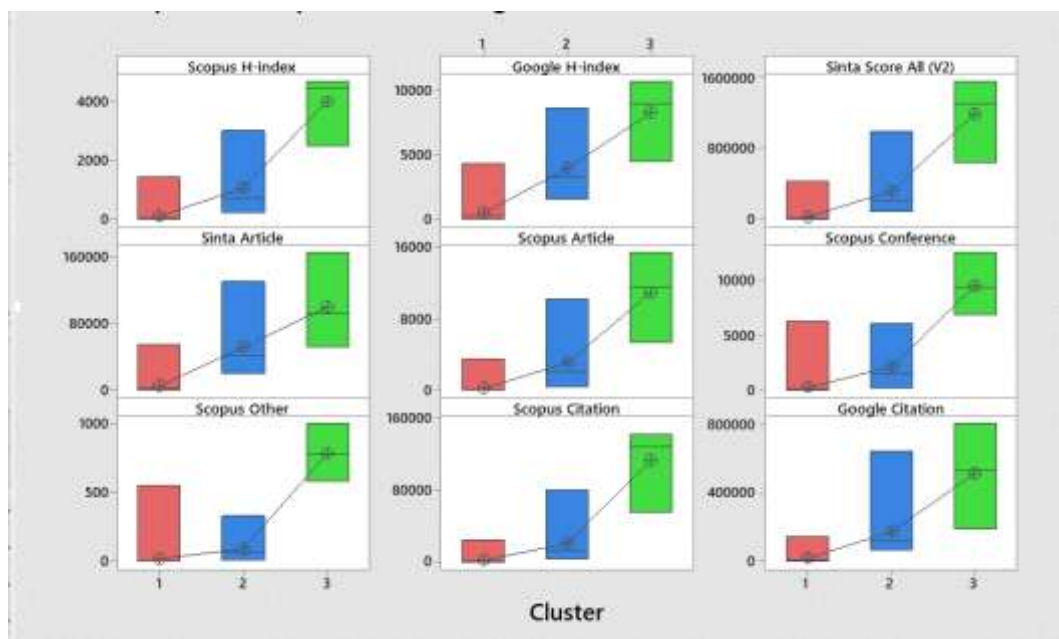 1 2 3
Scopus H-index Google H-index Sinta Score All (V2)
4000 10000 1600000
2000 5000 800000
0 0 0
Sinta Article Scopus Article Scopus Conference
160000 16000 10000
80000 8000 5000
0 0 0
Scopus Other Scopus Citation Google Citation
1000 160000 800000
500 80000 400000
0 0 0
1 2 3 1 2 3
Cluster